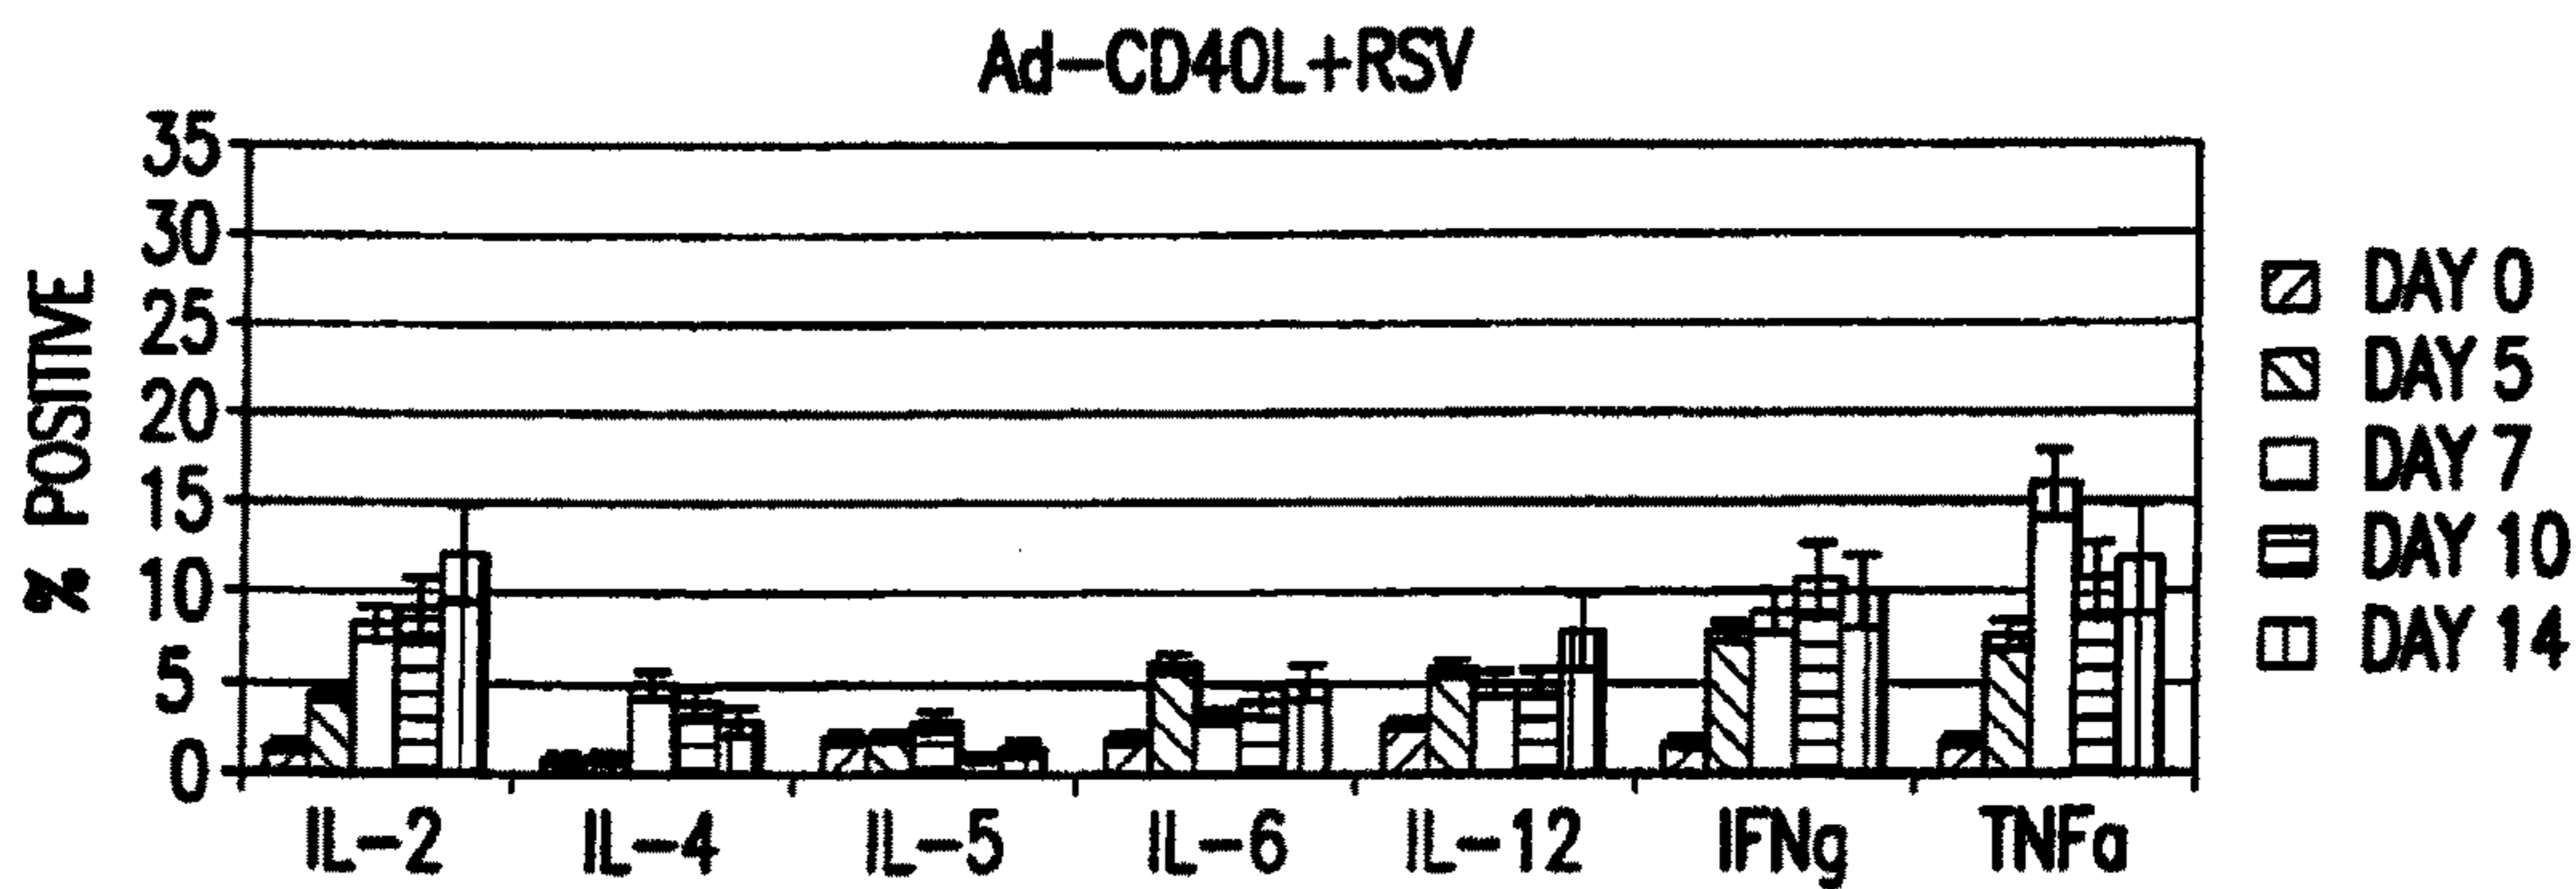 Ad-CD40L+RSV
% POSITIVE
35
30
25
20
15
10
5
0
IL-2 IL-4 IL-5 IL-6 IL-12 IFNg TNFa
DAY 0
DAY 5
DAY 7
DAY 10
DAY 14